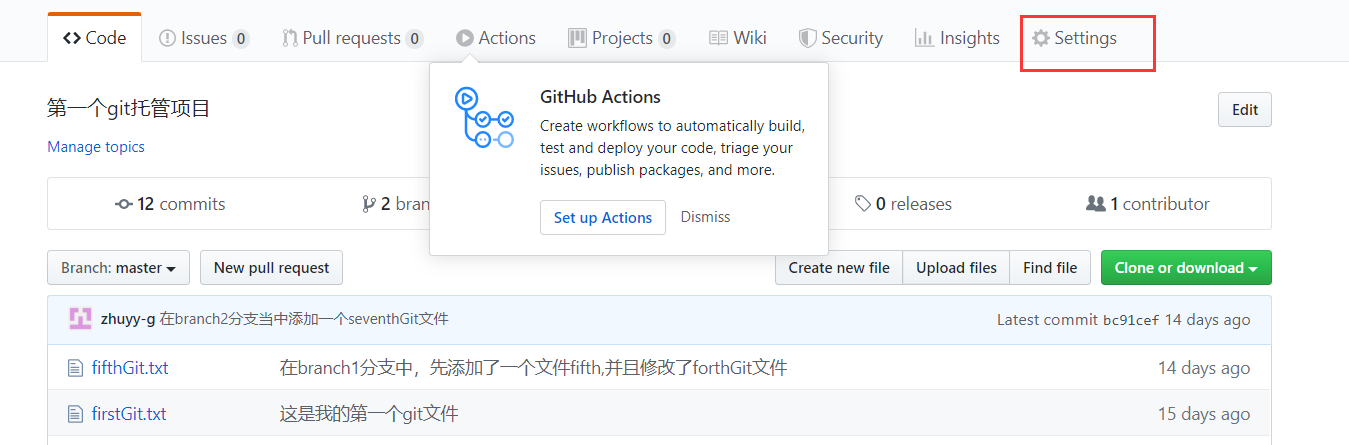 Code Issues 0 Pull requests 0 Actions Projects 0 Wiki Security Insights Settings
第一个git托管项目
Edit
Manage topics
GitHub Actions
Create workflows to automatically build,
test and deploy your code, triage your
issues, publish packages, and more.
Set up Actions Dismiss
12 commits 2 bran 0 releases 1 contributor
Branch: master New pull request Create new file Upload files Find file Clone or download
zhuyy-g 在branch2分支当中添加一个seventhGit文件 Latest commit bc91cef 14 days ago
fifthGit.txt 在branch1分支中，先添加了一个文件fifth,并且修改了forthGit文件 14 days ago
firstGit.txt 这是我的第一个git文件 15 days ago